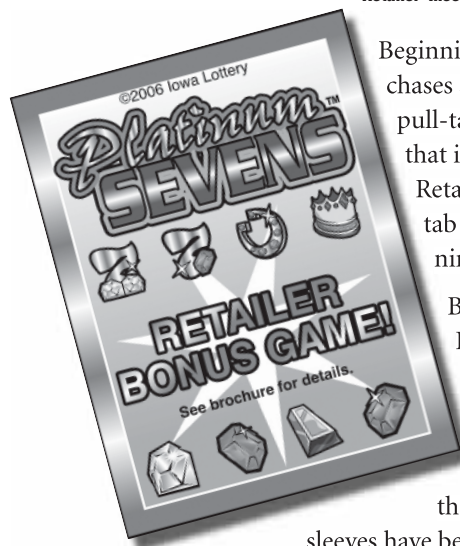 ©2006 Iowa Lottery
Platinum™
SEVENS
RETAILER
BONUS GAME!
See brochure for details.
chases
pull-ta
that i
Reta
tab
nin
B
th
sleeves have be